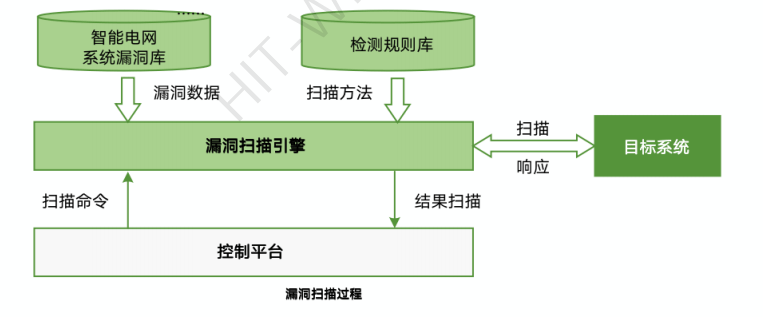 ......
HIT-W
智能电网
系统漏洞库
检测规则库
漏洞数据
扫描方法
漏洞扫描引擎
扫描
响应
目标系统
扫描命令
结果扫描
控制平台
漏洞扫描过程